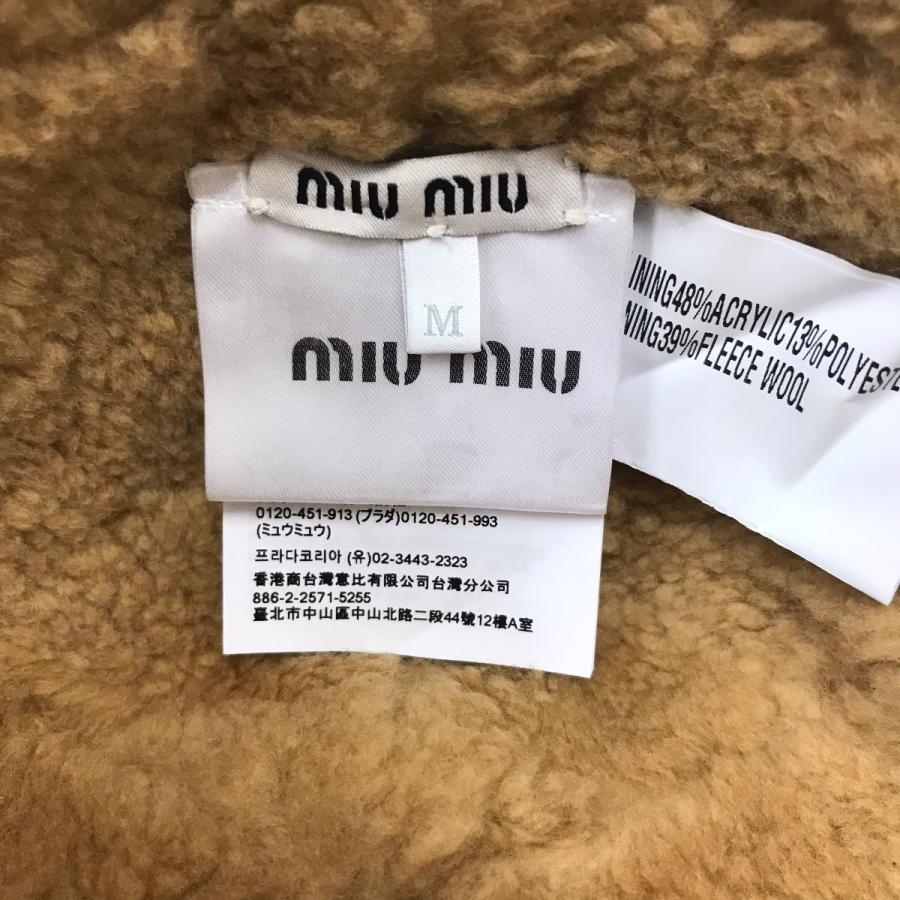 miu miu
M
miu miu
INING48%ACRYLIC13%POLYESTE
NING39%FLEECE WOOL
0120-451-913 (プラダ)0120-451-993
(ミュウミュウ)
프라다코리아 (유)02-3443-2323
香港商台灣意比有限公司台灣分公司
886-2-2571-5255
臺北市中山區中山北路二段44號12樓A室